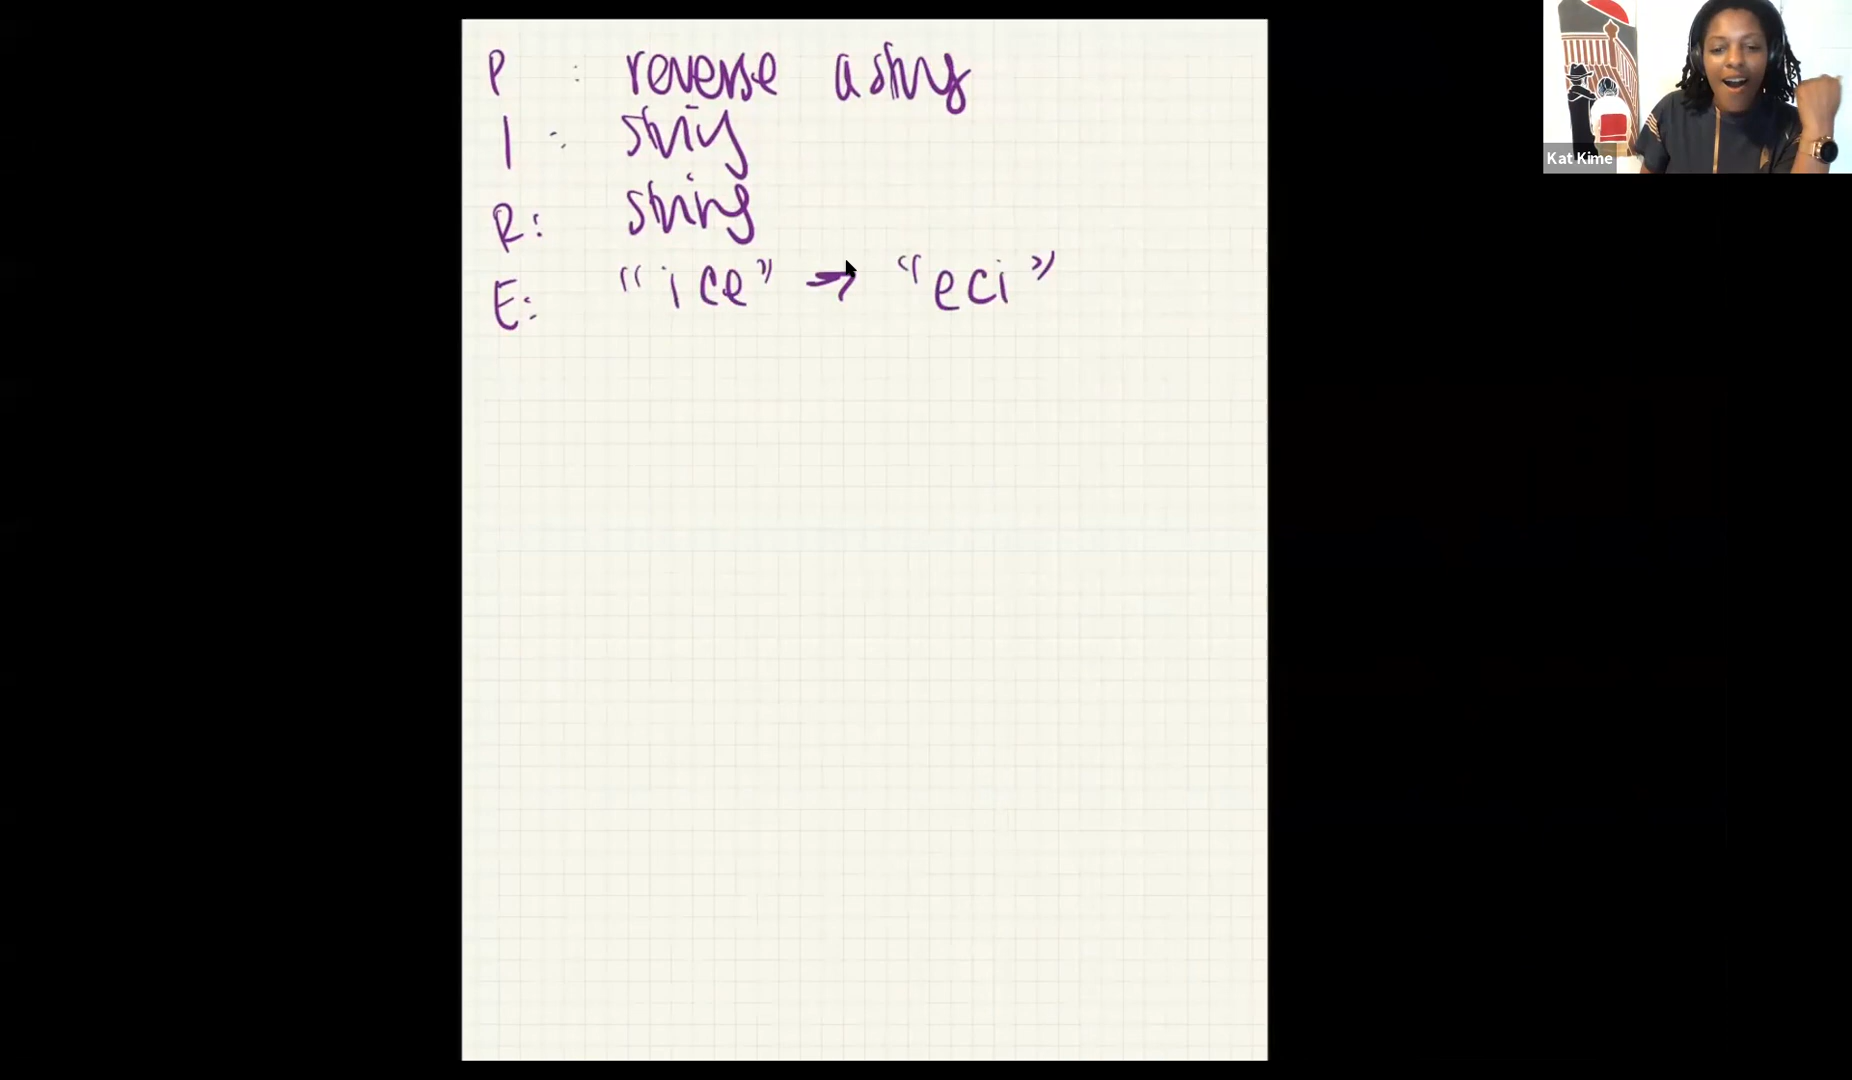 P : reverse a string
I : string
R: string
E: "ice" → "eci"
Kat Kime